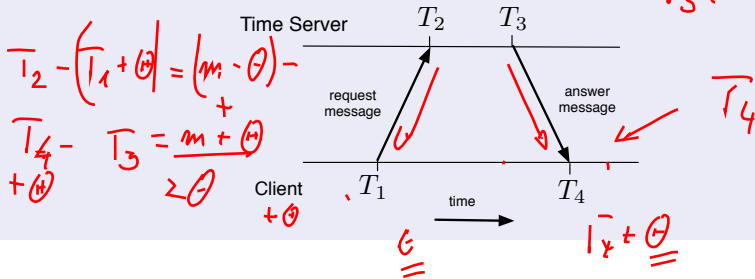 Time Server
T₂
T₃
T₂ - (T₁ + Θ) = (m - Θ) -
+
request
message
answer
message
T₄
T₄ - T₃ = m + Θ
+ Θ
2Θ
Client
T₁
T₄
+ Θ
time
T₄ + Θ